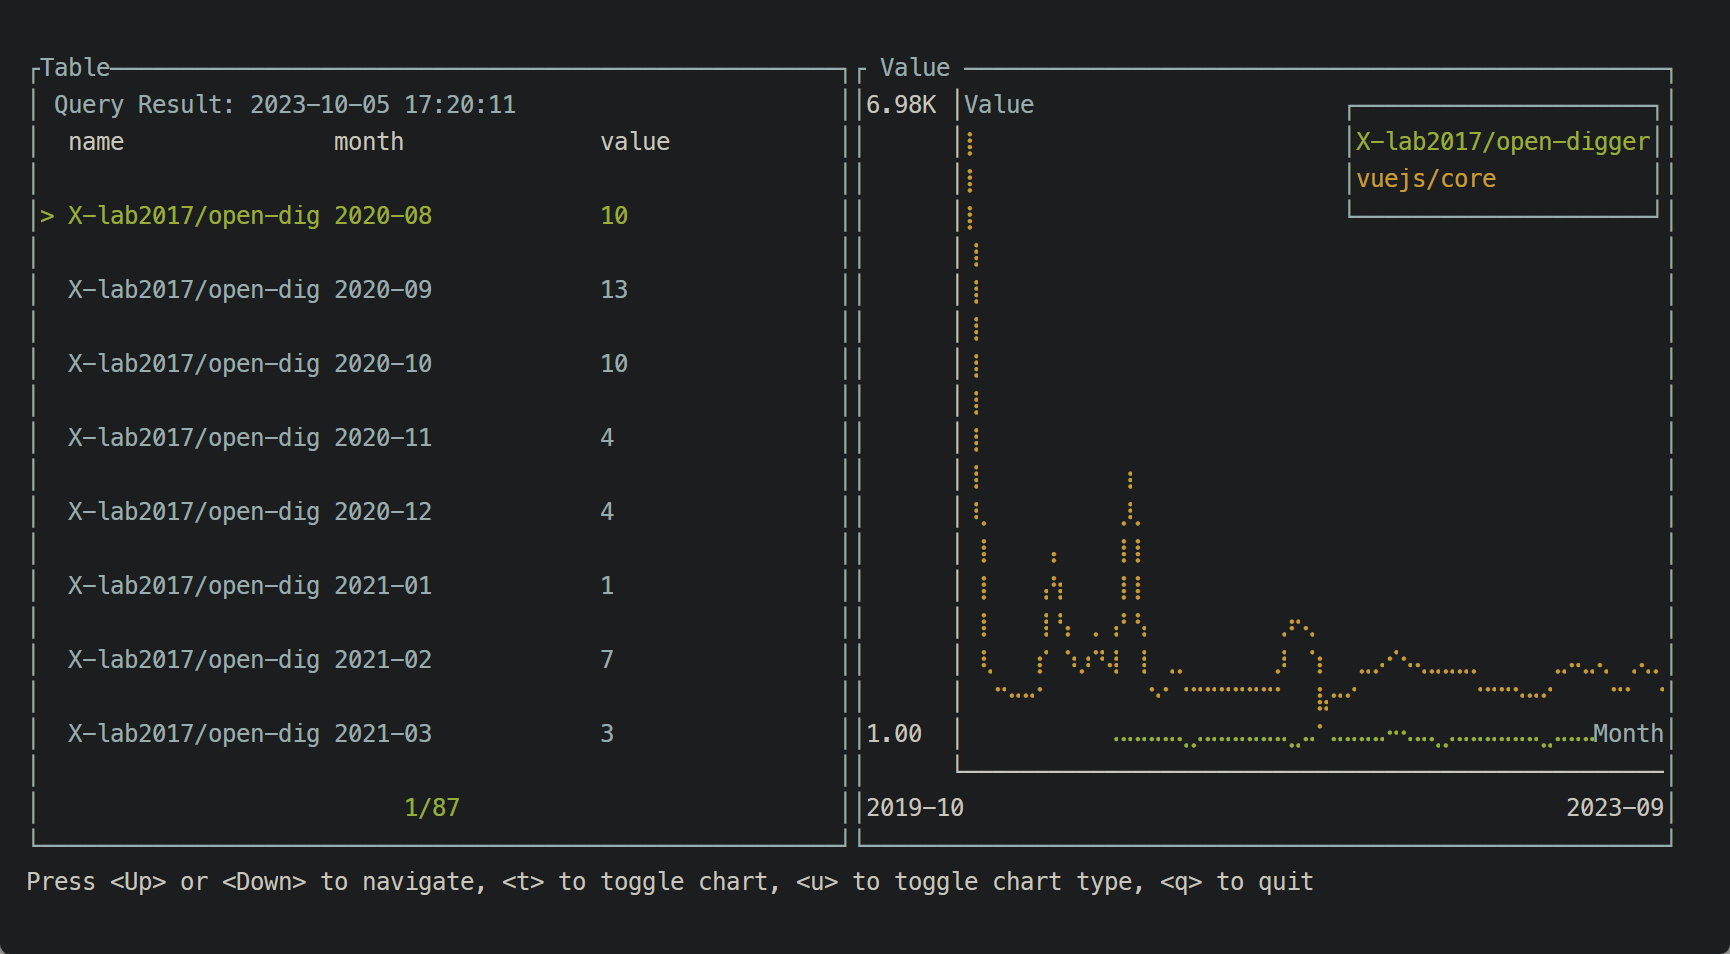 Table
Query Result: 2023-10-05 17:20:11
name month value
> X-lab2017/open-dig 2020-08 10
X-lab2017/open-dig 2020-09 13
X-lab2017/open-dig 2020-10 10
X-lab2017/open-dig 2020-11 4
X-lab2017/open-dig 2020-12 4
X-lab2017/open-dig 2021-01 1
X-lab2017/open-dig 2021-02 7
X-lab2017/open-dig 2021-03 3
1/87
Value
6.98K
Value
X-lab2017/open-digger
vuejs/core
1.00
Month
2019-10 2023-09
Press <Up> or <Down> to navigate, <t> to toggle chart, <u> to toggle chart type, <q> to quit